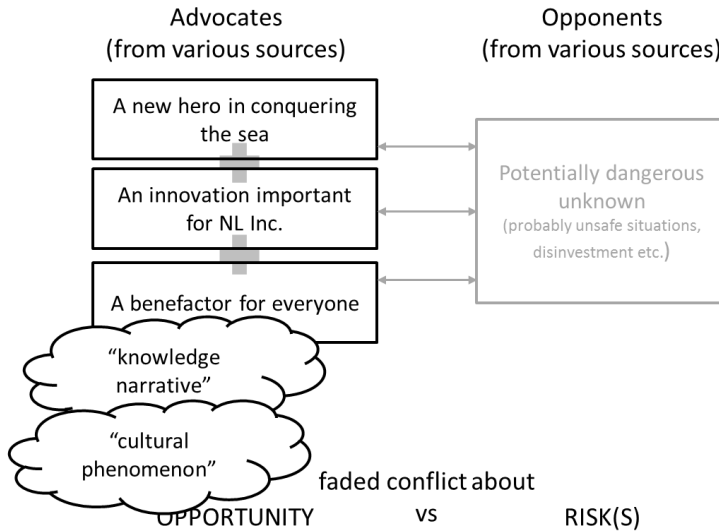 Advocates
(from various sources)
Opponents
(from various sources)
A new hero in conquering
the sea
An innovation important
for NL Inc.
A benefactor for everyone
Potentially dangerous
unknown
(probably unsafe situations,
disinvestment etc.)
“knowledge
narrative”
“cultural
phenomenon”
faded conflict about
OPPORTUNITY vs RISK(S)